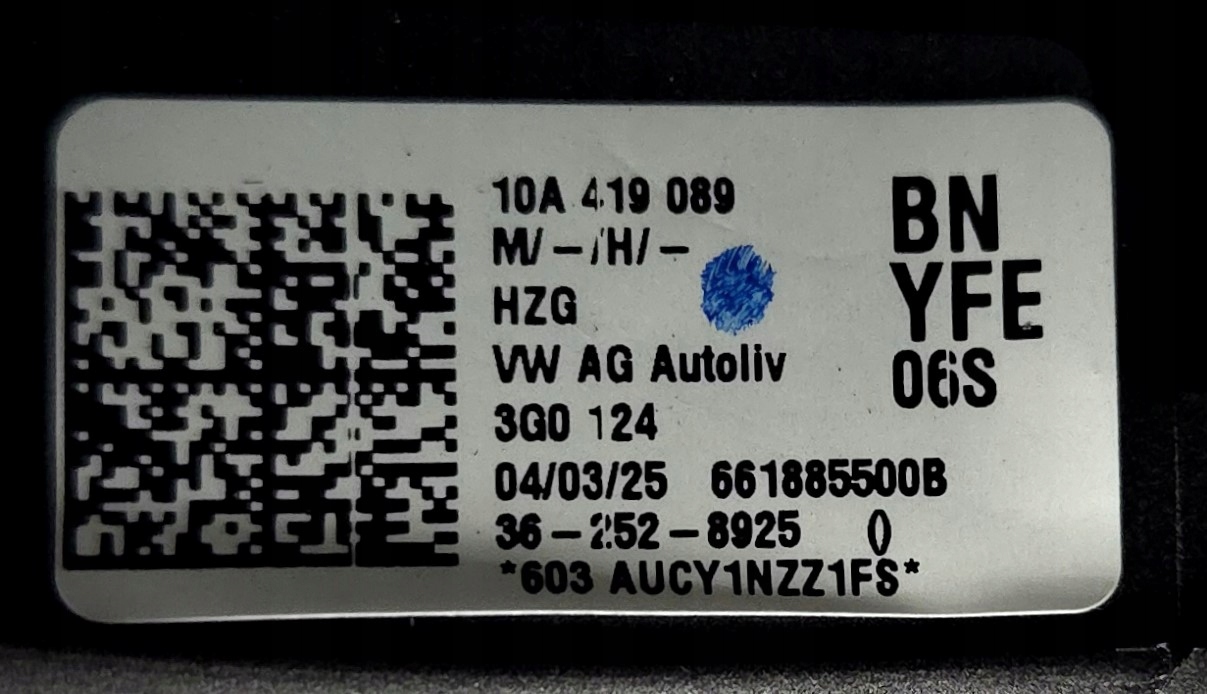 10A 419 089
M/-/H/-
HZG
VW AG Autoliv
3G0 124
04/03/25 661885500B
36-252-8925 0
*603 AUCY1NZZ1FS*
BN
YFE
06S